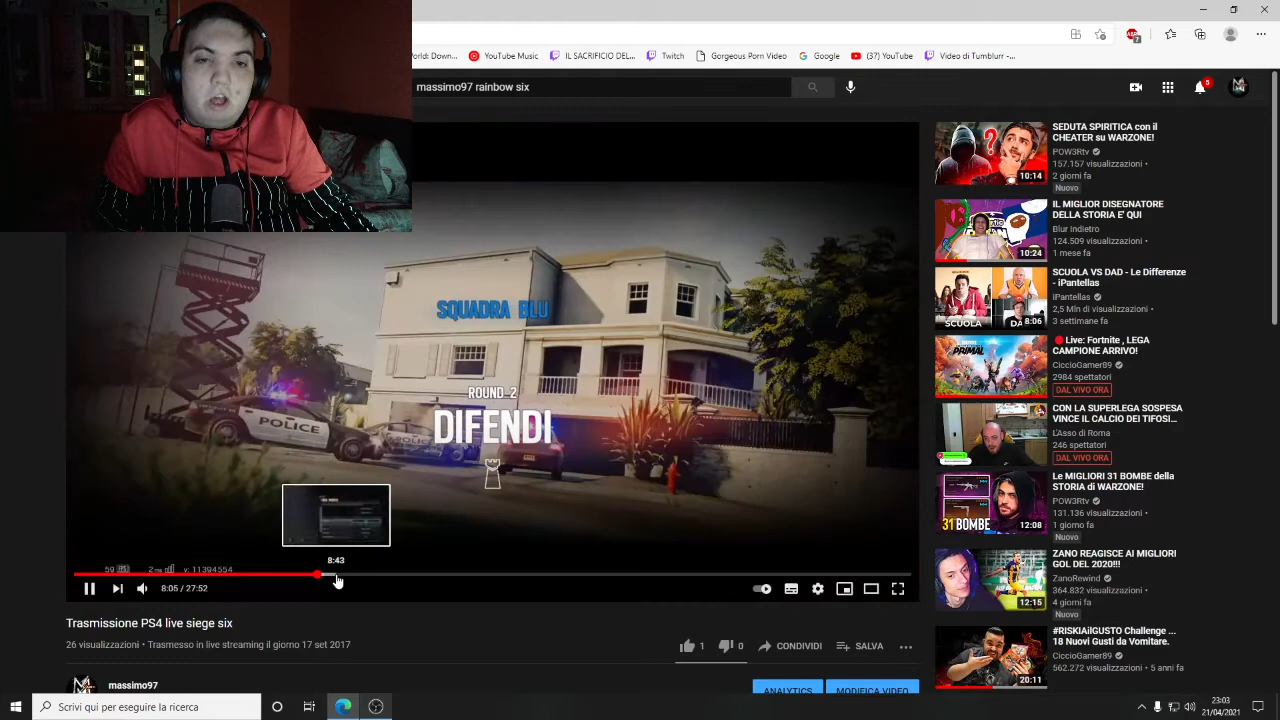 orld: Down...
YouTube Music
IL SACRIFICIO DEL...
Twitch
Gorgeous Porn Video
Google
(37) YouTube
Video di Tumblurr -...
massimo97 rainbow six
5
SQUADRA BLU
ROUND 2
DIFENDI
POLICE
8:43
59
2 ms
v: 11394554
8:05 / 27:52
Trasmissione PS4 live siege six
26 visualizzazioni • Trasmesso in live streaming il giorno 17 set 2017
1
0
CONDIVIDI
SALVA
massimo97
ANALYTICS
MODIFICA VIDEO
10:14
SEDUTA SPIRITICA con il
CHEATER su WARZONE!
POW3Rtv
157.157 visualizzazioni •
2 giorni fa
Nuovo
10:24
IL MIGLIOR DISEGNATORE
DELLA STORIA E' QUI
Blur Indietro
124.509 visualizzazioni •
1 mese fa
SCUOLA
8:06
SCUOLA VS DAD - Le Differenze
- iPantellas
iPantellas
2,5 Mln di visualizzazioni •
3 settimane fa
PRIMAL
Live: Fortnite , LEGA
CAMPIONE ARRIVO!
CiccioGamer89
2984 spettatori
DAL VIVO ORA
CON LA SUPERLEGA SOSPESA
VINCE IL CALCIO DEI TIFOSI...
L'Asso di Roma
246 spettatori
DAL VIVO ORA
31 BOMBE
12:08
Le MIGLIORI 31 BOMBE della
STORIA di WARZONE!
POW3Rtv
131.136 visualizzazioni •
1 giorno fa
Nuovo
12:15
ZANO REAGISCE AI MIGLIORI
GOL DEL 2020!!!
ZanoRewind
364.832 visualizzazioni •
4 giorni fa
Nuovo
20:11
#RISKIAilGUSTO Challenge ...
18 Nuovi Gusti da Vomitare.
CiccioGamer89
562.272 visualizzazioni • 5 anni fa
Scrivi qui per eseguire la ricerca
23:03
21/04/2021